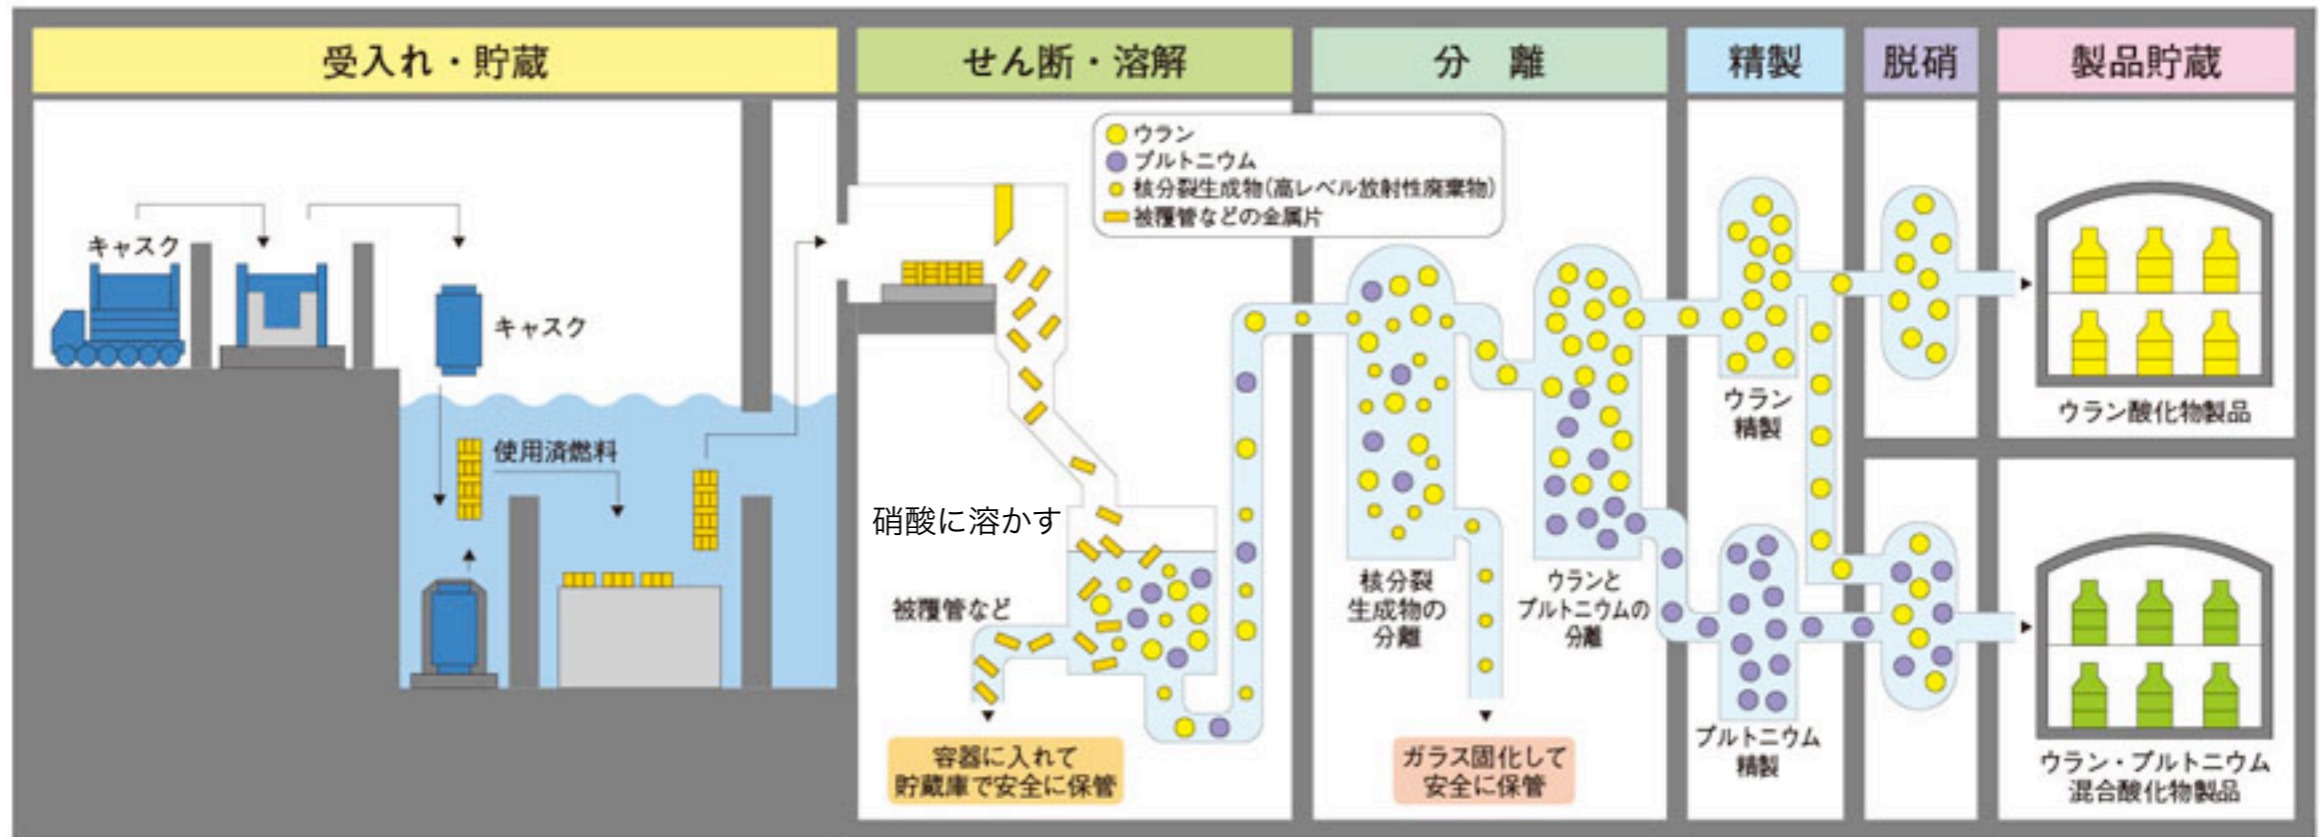 受入れ・貯蔵
せん断・溶解
分 離
精製
脱硝
製品貯蔵
キャスク
キャスク
使用済燃料
ウラン
プルトニウム
核分裂生成物(高レベル放射性廃棄物)
被覆管などの金属片
硝酸に溶かす
被覆管など
容器に入れて
貯蔵庫で安全に保管
核分裂
生成物の
分離
ウランと
プルトニウムの
分離
ガラス固化して
安全に保管
ウラン
精製
プルトニウム
精製
ウラン酸化物製品
ウラン・プルトニウム
混合酸化物製品